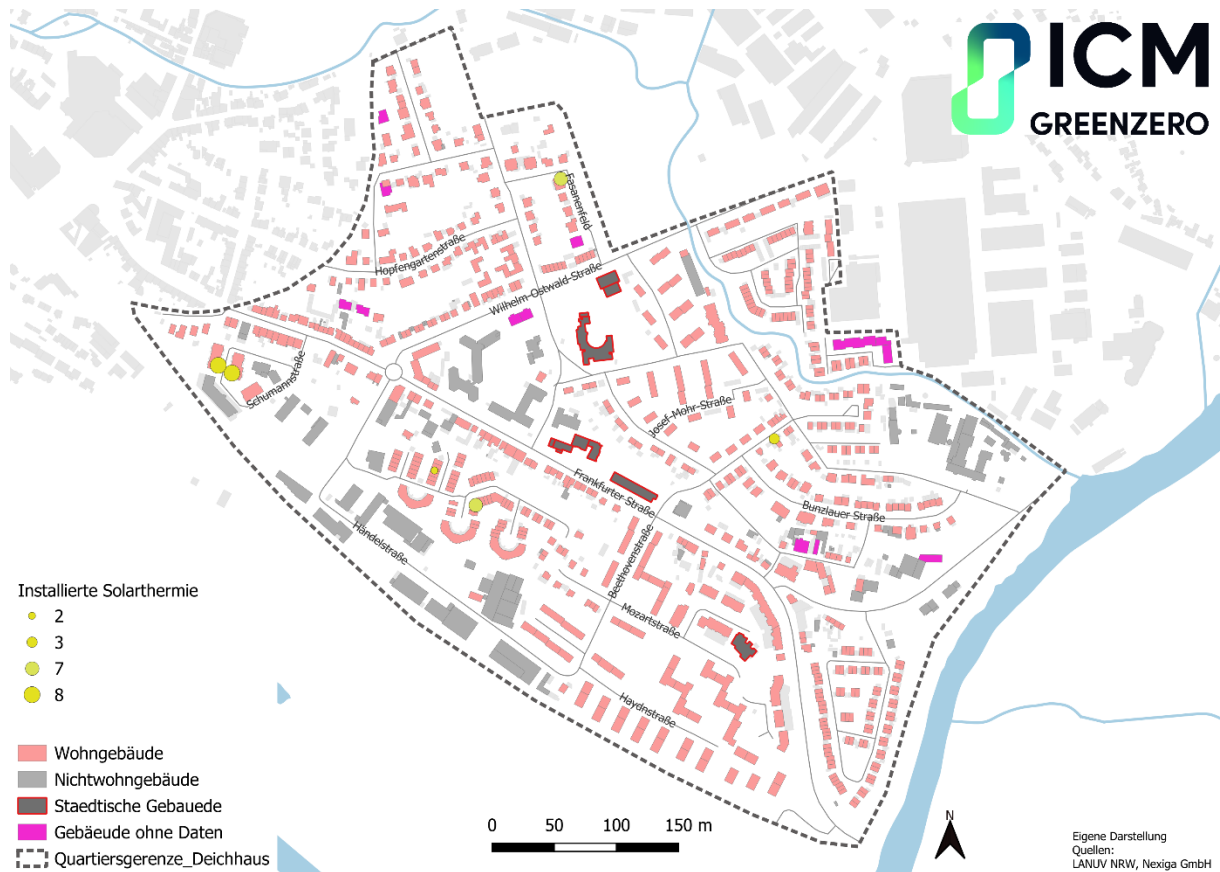 ICM
GREENZERO
Fasanenfeld
Hopfengartenstraße
Wilhelm-Ostwald-Straße
Schumannstraße
Josef-Mohr-Straße
Frankfurter-Straße
Bunzlauer Straße
Händelstraße
Beethovenstraße
Mozartstraße
Haydnstraße
Installierte Solarthermie
2
3
7
8
Wohngebäude
Nichtwohngebäude
Staedtische Gebauede
Gebäeude ohne Daten
Quartiersgerenze_Deichhaus
0 50 100 150 m
N
Eigene Darstellung
Quellen:
LANUV NRW, Nexiga GmbH